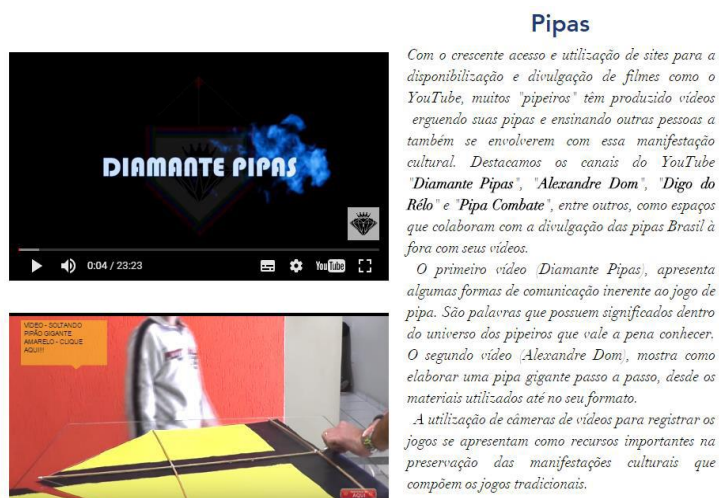 Pipas
Com o crescente acesso e utilização de sites para a
disponibilização e divulgação de filmes como o
YouTube, muitos "pipeiros" têm produzido vídeos
erguendo suas pipas e ensinando outras pessoas a
também se envolverem com essa manifestação
cultural. Destacamos os canais do YouTube
"Diamante Pipas", "Alexandre Dom", "Digo do
Rélo" e "Pipa Combate", entre outros, como espaços
que colaboram com a divulgação das pipas Brasil à
fora com seus vídeos.
O primeiro vídeo (Diamante Pipas), apresenta
algumas formas de comunicação inerente ao jogo de
pipa. São palavras que possuem significados dentro
do universo dos pipeiros que vale a pena conhecer.
O segundo vídeo (Alexandre Dom), mostra como
elaborar uma pipa gigante passo a passo, desde os
materiais utilizados até no seu formato.
A utilização de câmeras de vídeos para registrar os
jogos se apresentam como recursos importantes na
preservação das manifestações culturais que
compõem os jogos tradicionais.
DIAMANTE PIPAS
0:04 / 23:23
YouTube
VIDEO - SOLTANDO
PIPÃO GIGANTE
AMARELO - CLIQUE
AQUI!!!
AQUI